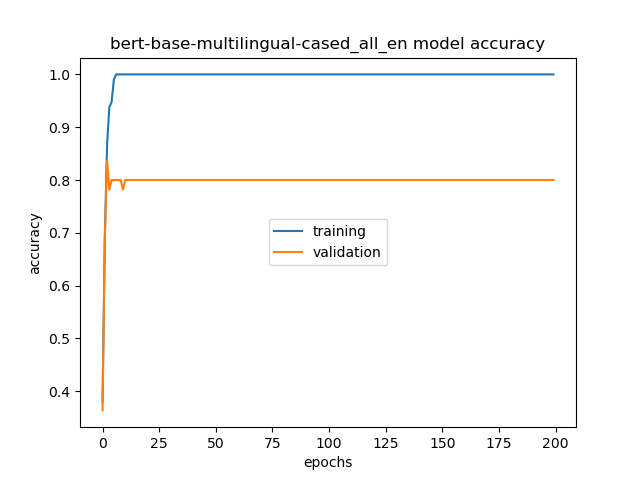 bert-base-multilingual-cased_all_en model accuracy
1.0
0.9
0.8
0.7
0.6
0.5
0.4
accuracy
training
validation
0 25 50 75 100 125 150 175 200
epochs